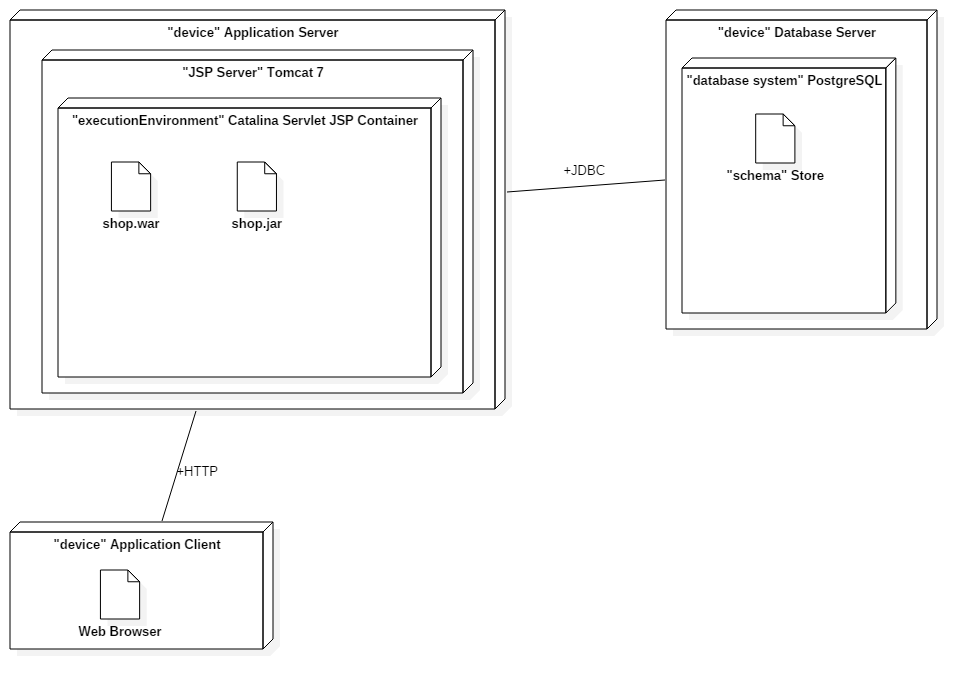 "device" Application Server
"JSP Server" Tomcat 7
"executionEnvironment" Catalina Servlet JSP Container
shop.war
shop.jar
+JDBC
"device" Database Server
"database system" PostgreSQL
"schema" Store
+HTTP
"device" Application Client
Web Browser